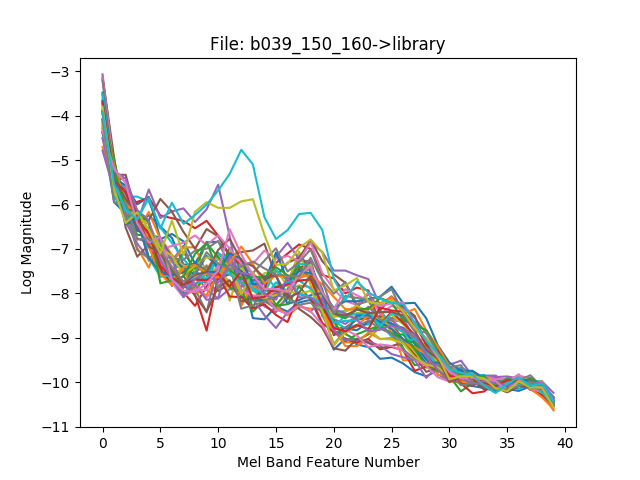 File: b039_150_160->library
Log Magnitude
−3
−4
−5
−6
−7
−8
−9
−10
−11
0 5 10 15 20 25 30 35 40
Mel Band Feature Number